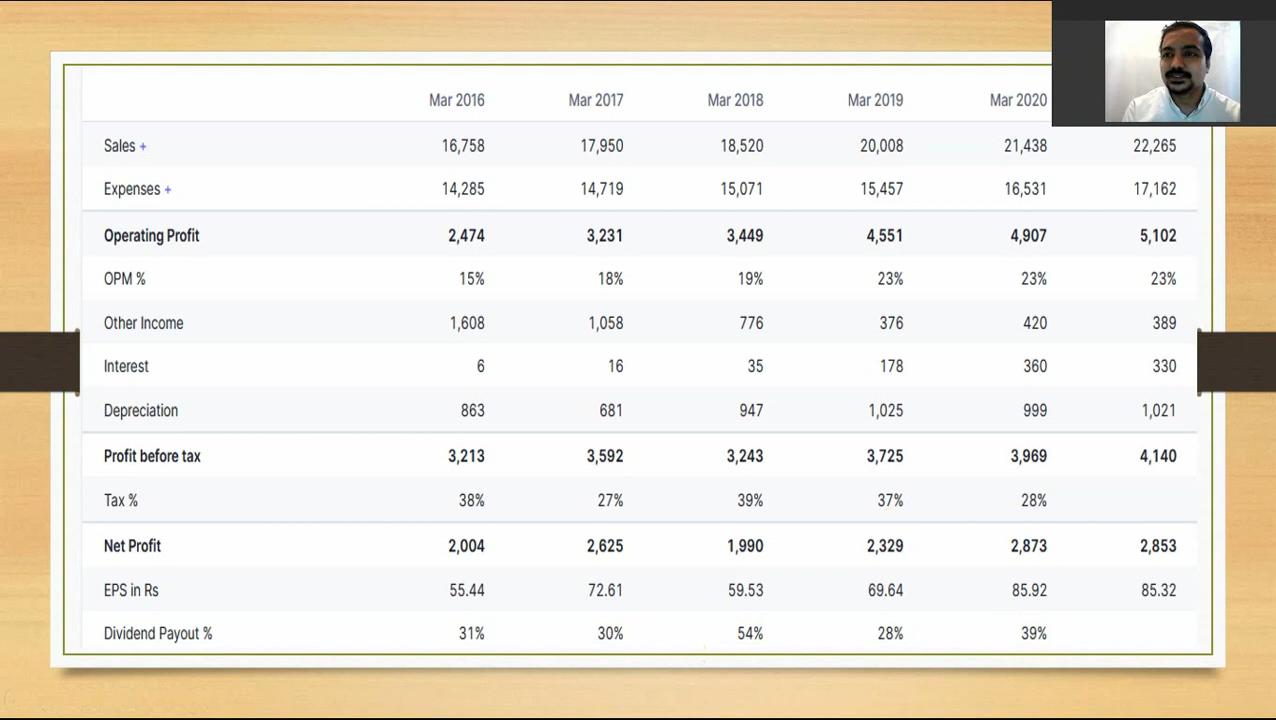 Mar 2016 Mar 2017 Mar 2018 Mar 2019 Mar 2020
Sales + 16,758 17,950 18,520 20,008 21,438 22,265
Expenses + 14,285 14,719 15,071 15,457 16,531 17,162
Operating Profit 2,474 3,231 3,449 4,551 4,907 5,102
OPM % 15% 18% 19% 23% 23% 23%
Other Income 1,608 1,058 776 376 420 389
Interest 6 16 35 178 360 330
Depreciation 863 681 947 1,025 999 1,021
Profit before tax 3,213 3,592 3,243 3,725 3,969 4,140
Tax % 38% 27% 39% 37% 28%
Net Profit 2,004 2,625 1,990 2,329 2,873 2,853
EPS in Rs 55.44 72.61 59.53 69.64 85.92 85.32
Dividend Payout % 31% 30% 54% 28% 39%